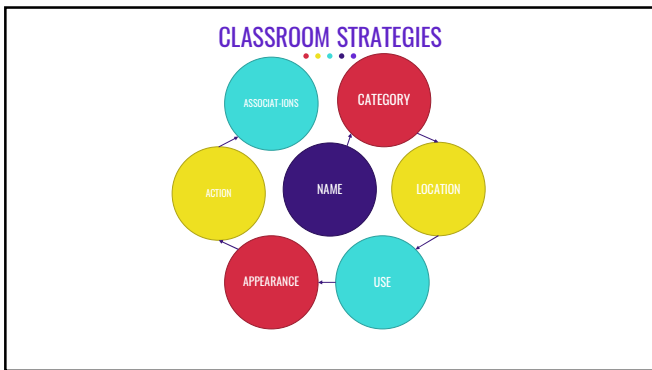 CLASSROOM STRATEGIES
ASSOCIAT-IONS
CATEGORY
ACTION
NAME
LOCATION
APPEARANCE
USE